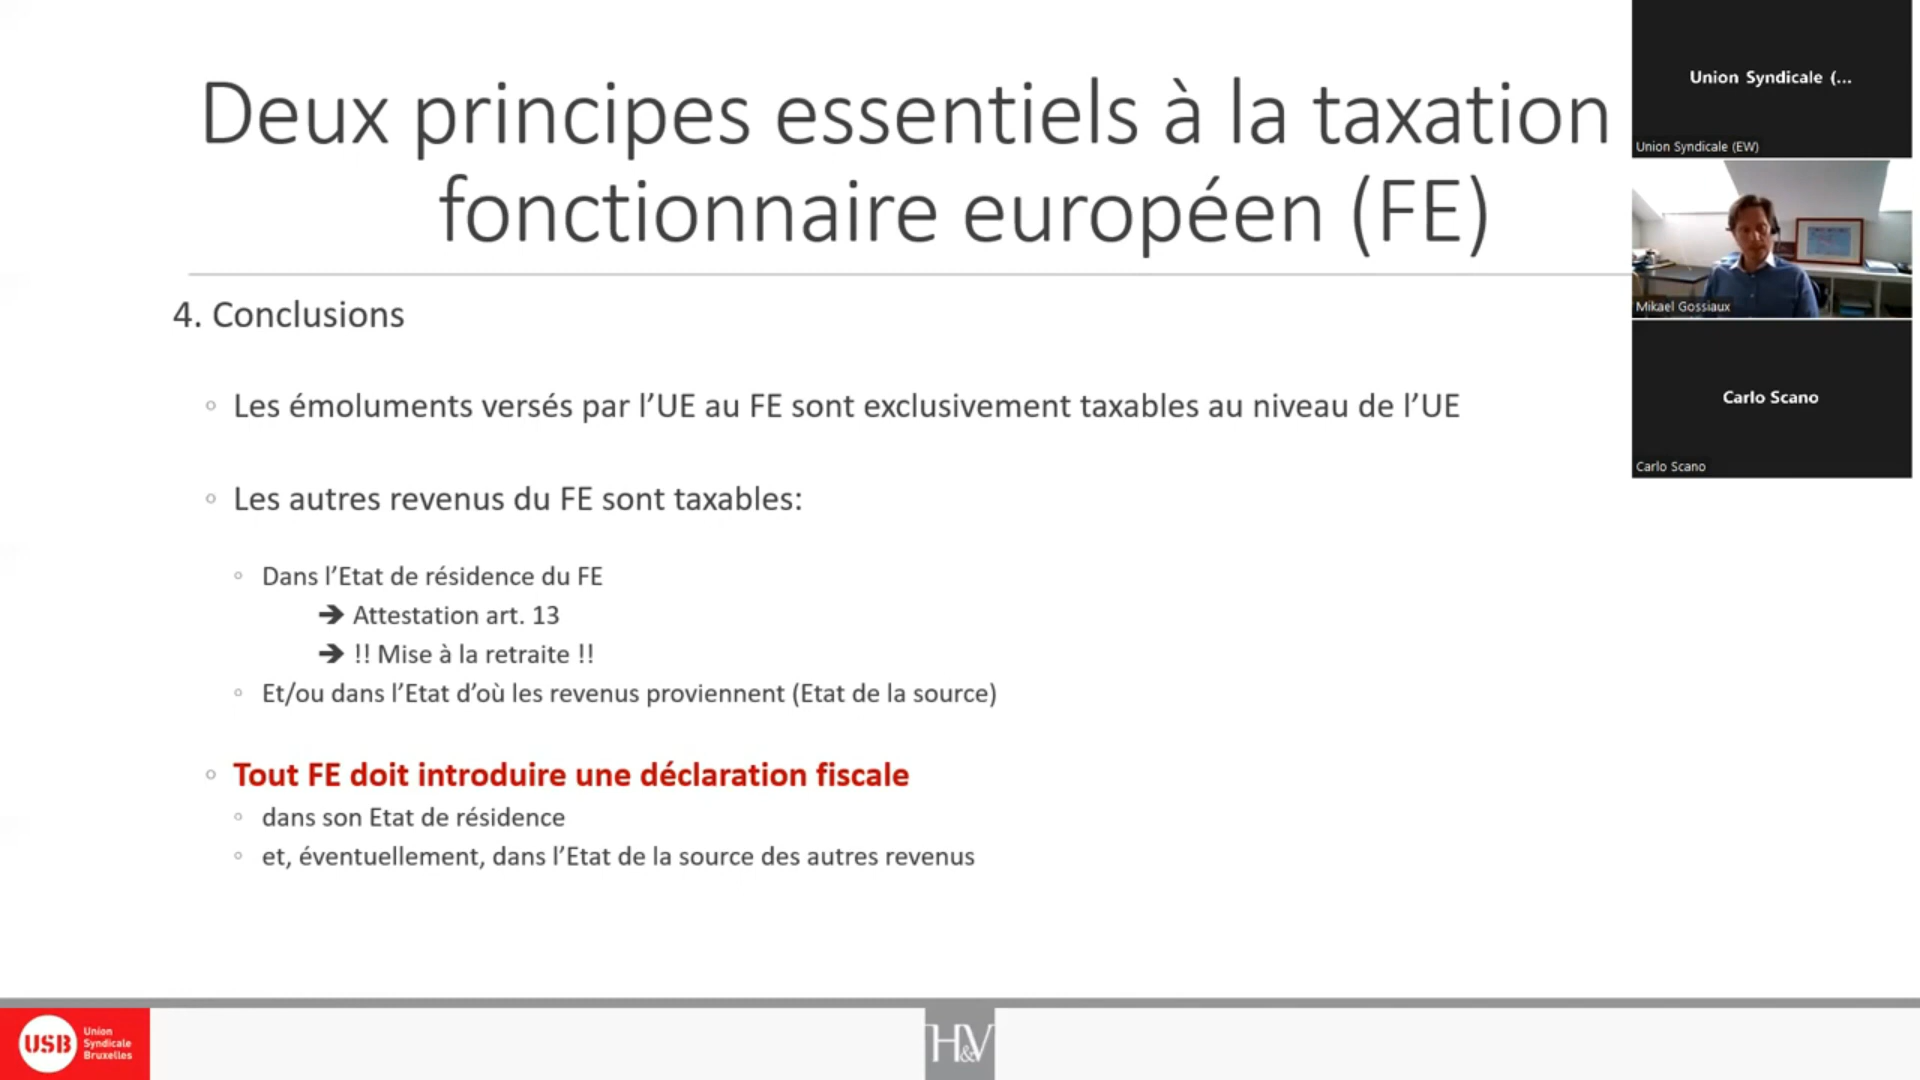 Deux principes essentiels à la taxation
fonctionnaire européen (FE)
4. Conclusions
Les émoluments versés par l'UE au FE sont exclusivement taxables au niveau de l'UE
Les autres revenus du FE sont taxables:
Dans l'Etat de résidence du FE
➔ Attestation art. 13
➔ !! Mise à la retraite !!
Et/ou dans l'Etat d'où les revenus proviennent (Etat de la source)
Tout FE doit introduire une déclaration fiscale
dans son Etat de résidence
et, éventuellement, dans l'Etat de la source des autres revenus
Union Syndicale (...
Union Syndicale (EW)
Mikael Gossiaux
Carlo Scano
Carlo Scano
USB
Union
Syndicale
Bruxelles
H&V